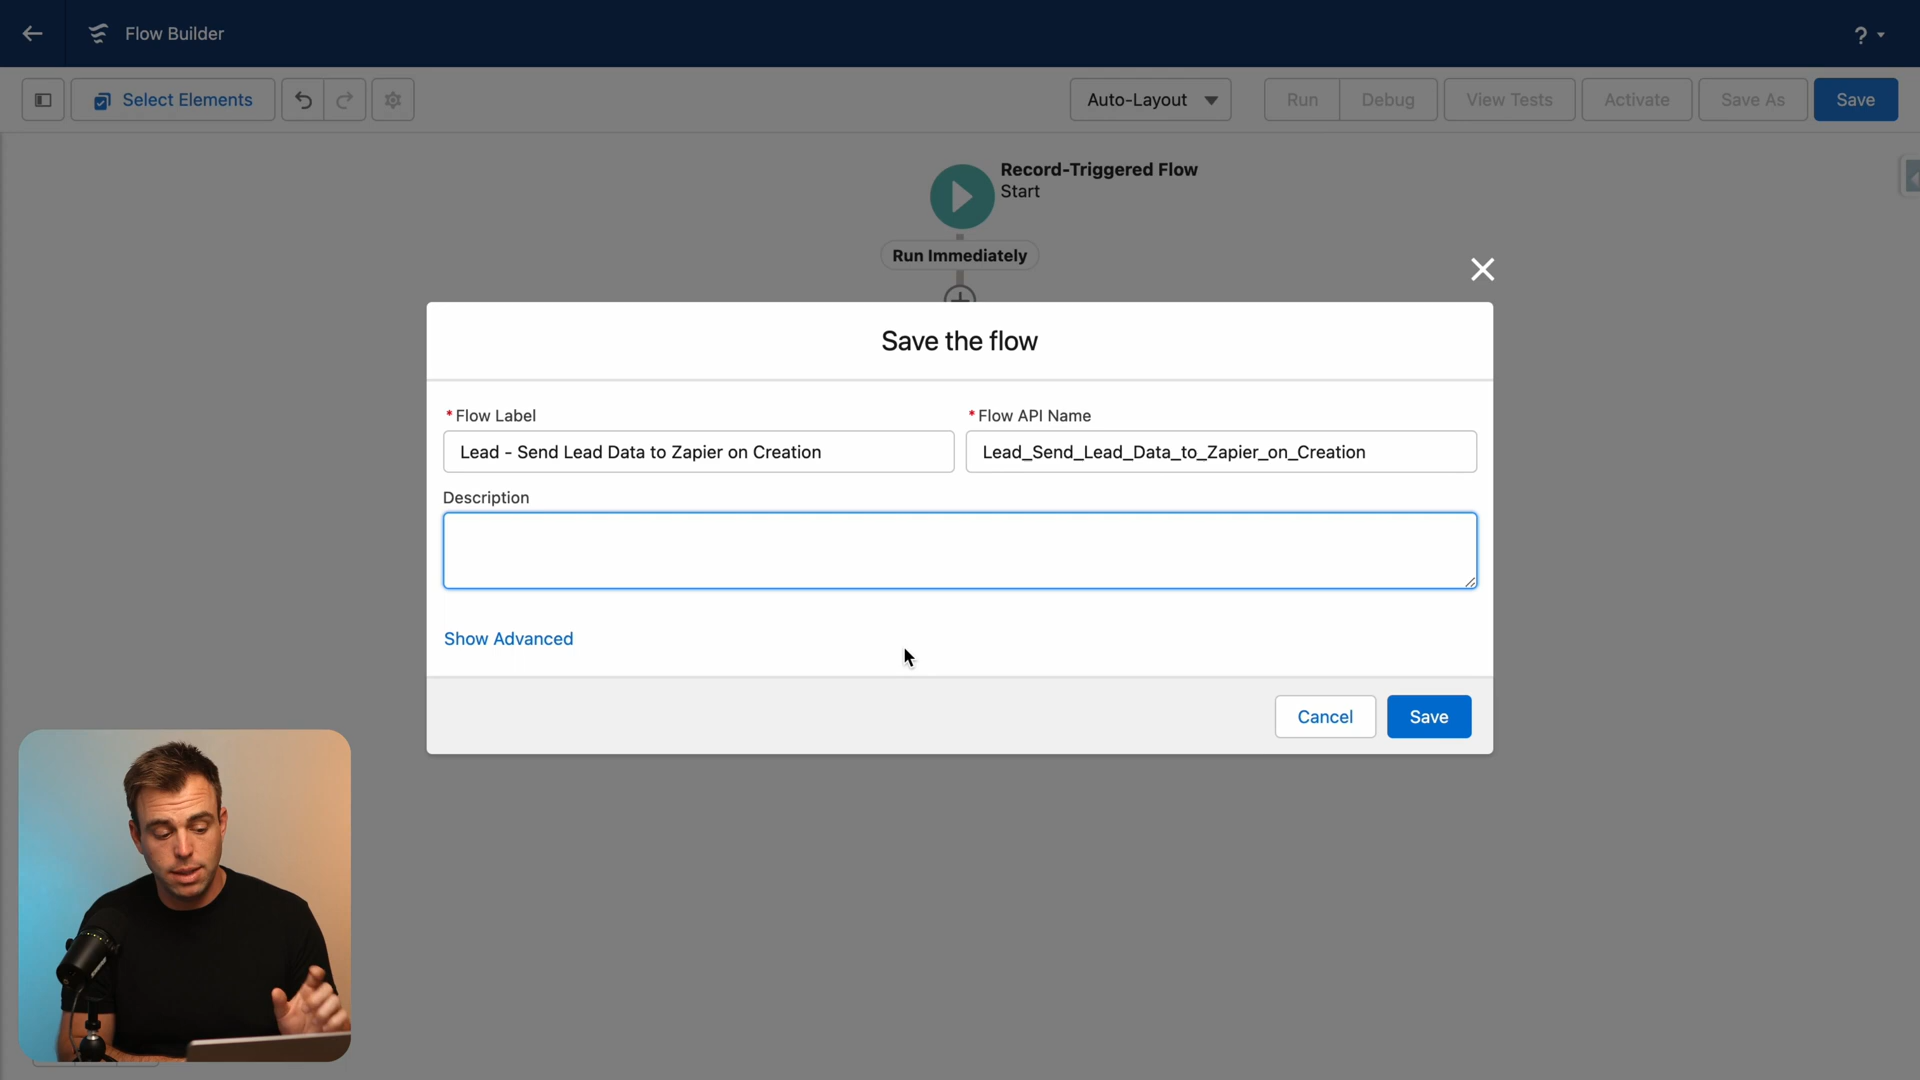 Flow Builder
?
Select Elements
Auto-Layout
Run
Debug
View Tests
Activate
Save As
Save
Record-Triggered Flow
Start
Run Immediately
Save the flow
* Flow Label
* Flow API Name
Lead - Send Lead Data to Zapier on Creation
Lead_Send_Lead_Data_to_Zapier_on_Creation
Description
Show Advanced
Cancel
Save